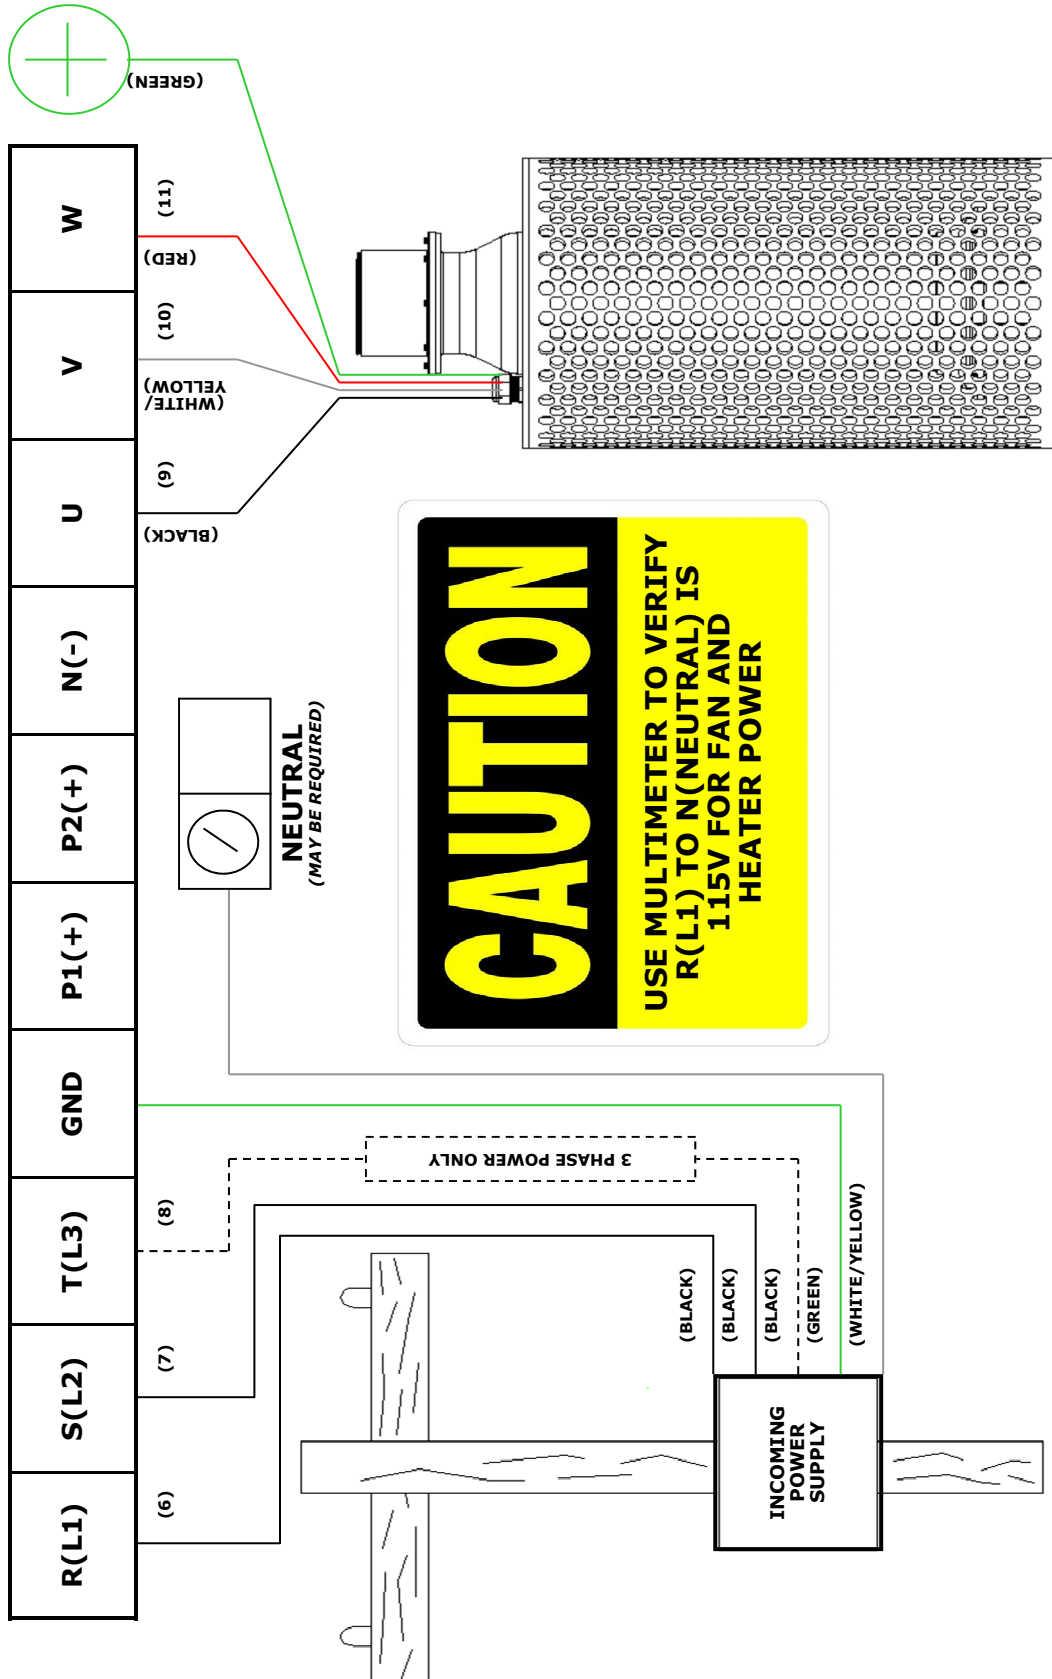 R(L1)
S(L2)
T(L3)
GND
P1(+)
P2(+)
N(-)
U
V
W
(6)
(7)
(8)
(9)
(10)
(11)
(BLACK)
(WHITE/
YELLOW)
(RED)
(GREEN)
NEUTRAL
(MAY BE REQUIRED)
3 PHASE POWER ONLY
CAUTION
USE MULTIMETER TO VERIFY
R(L1) TO N(NEUTRAL) IS
115V FOR FAN AND
HEATER POWER
(BLACK)
(BLACK)
(BLACK)
(GREEN)
(WHITE/YELLOW)
INCOMING
POWER
SUPPLY